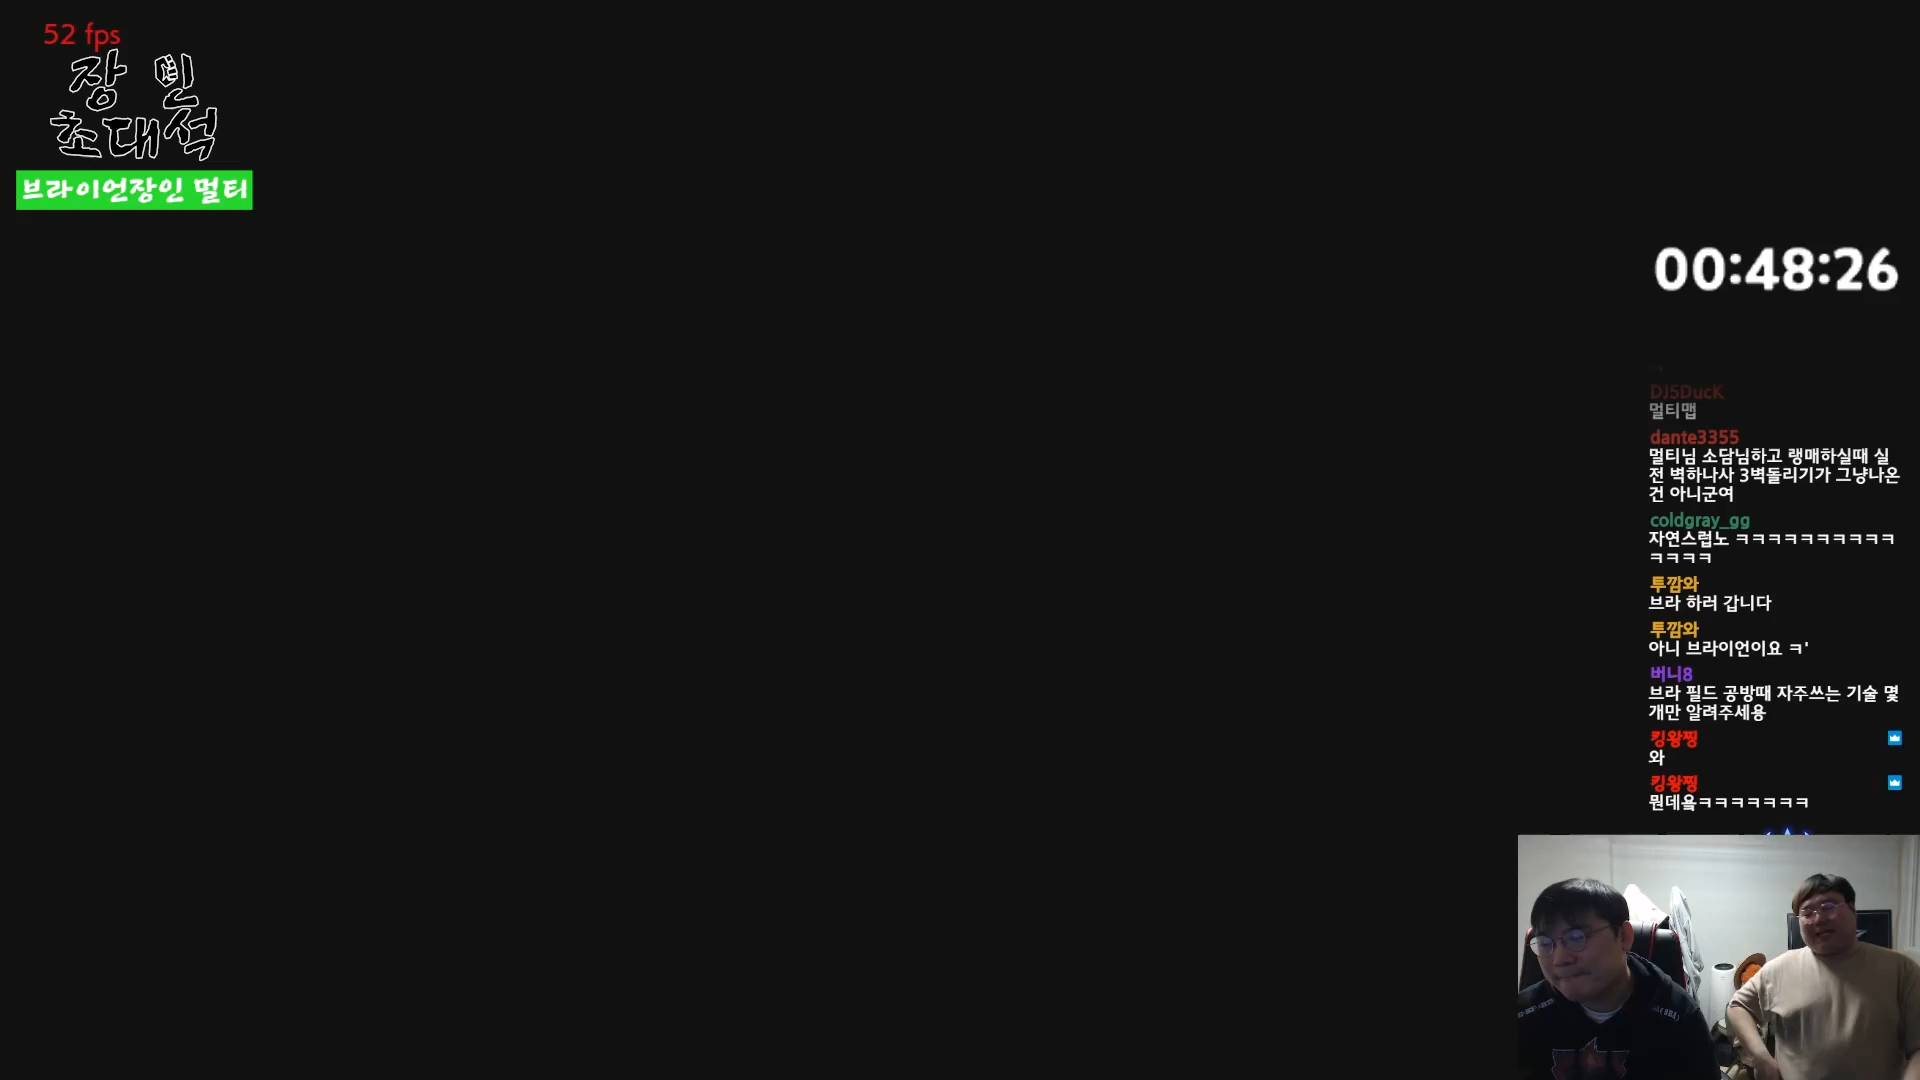 52 fps
장 인
초대석
브라이언장인 멀티
00:48:26
DJ5DucK
멀티맵
dante3355
멀티님 소담님하고 랭매하실때 실
전 벽하나사 3벽돌리기가 그냥나온
건 아니군여
coldgray_gg
자연스럽노 ㅋㅋㅋㅋㅋㅋㅋㅋㅋㅋ
ㅋㅋㅋㅋ
투깜와
브라 하러 갑니다
투깜와
아니 브라이언이요 ㅋ'
버니8
브라 필드 공방때 자주쓰는 기술 몇
개만 알려주세용
킹왕찡
와
킹왕찡
뭔데욬ㅋㅋㅋㅋㅋㅋㅋ